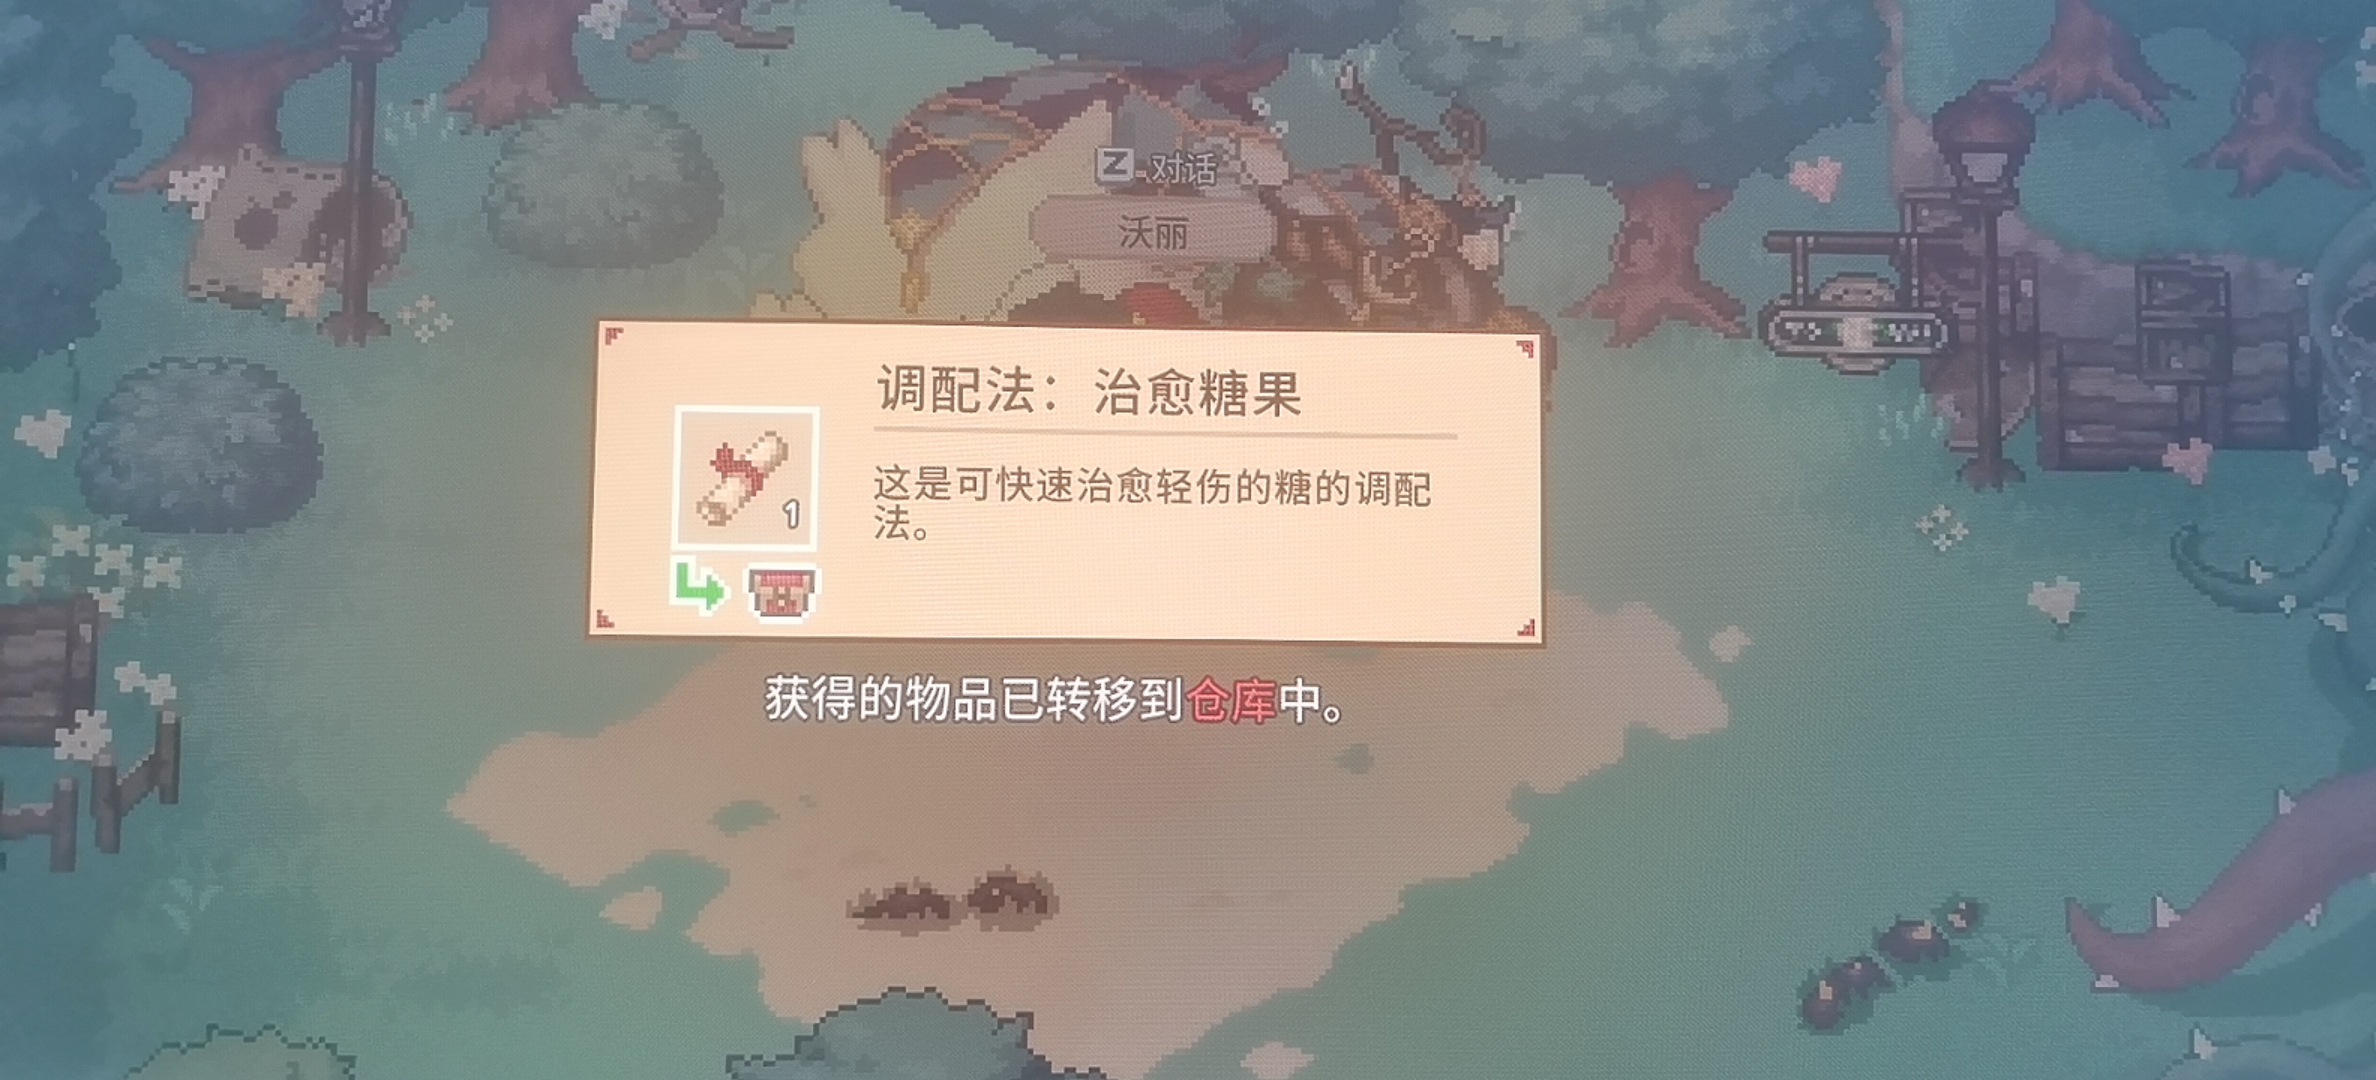 Z 对话
沃丽
调配法：治愈糖果
这是可快速治愈轻伤的糖的调配
法。
1
获得的物品已转移到仓库中。